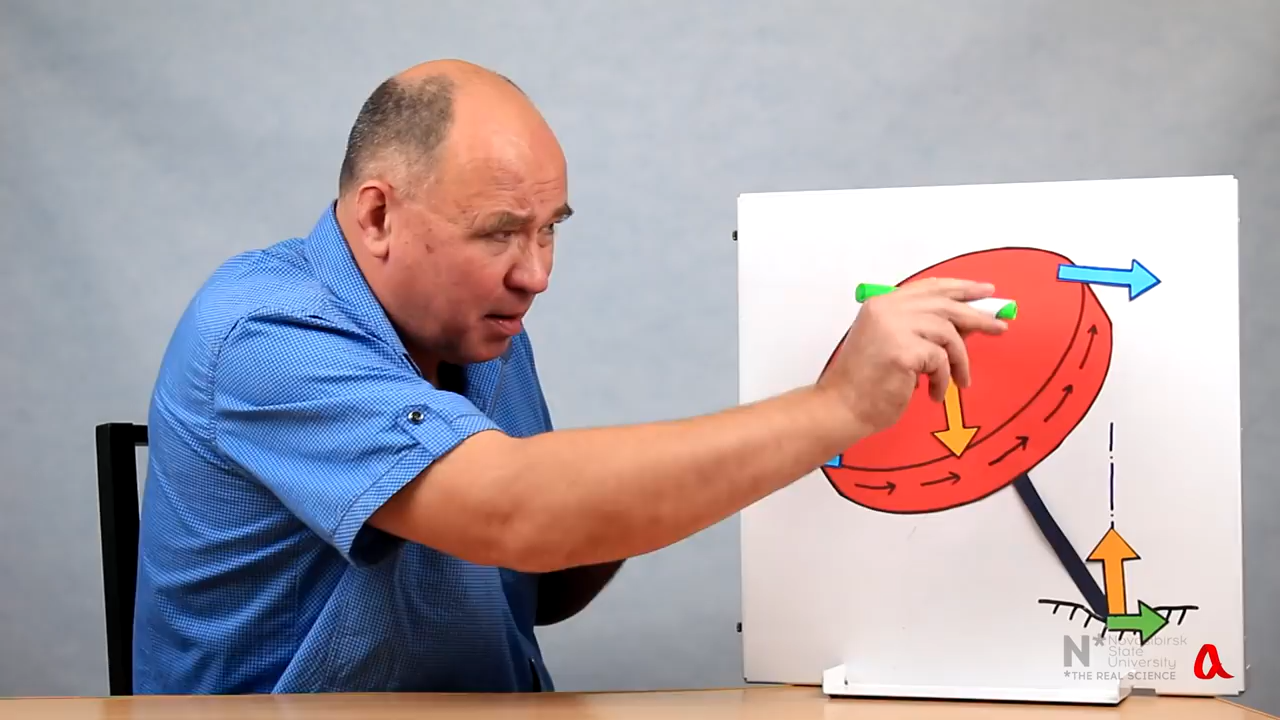 N*
Novosibirsk
State
University
*THE REAL SCIENCE
a